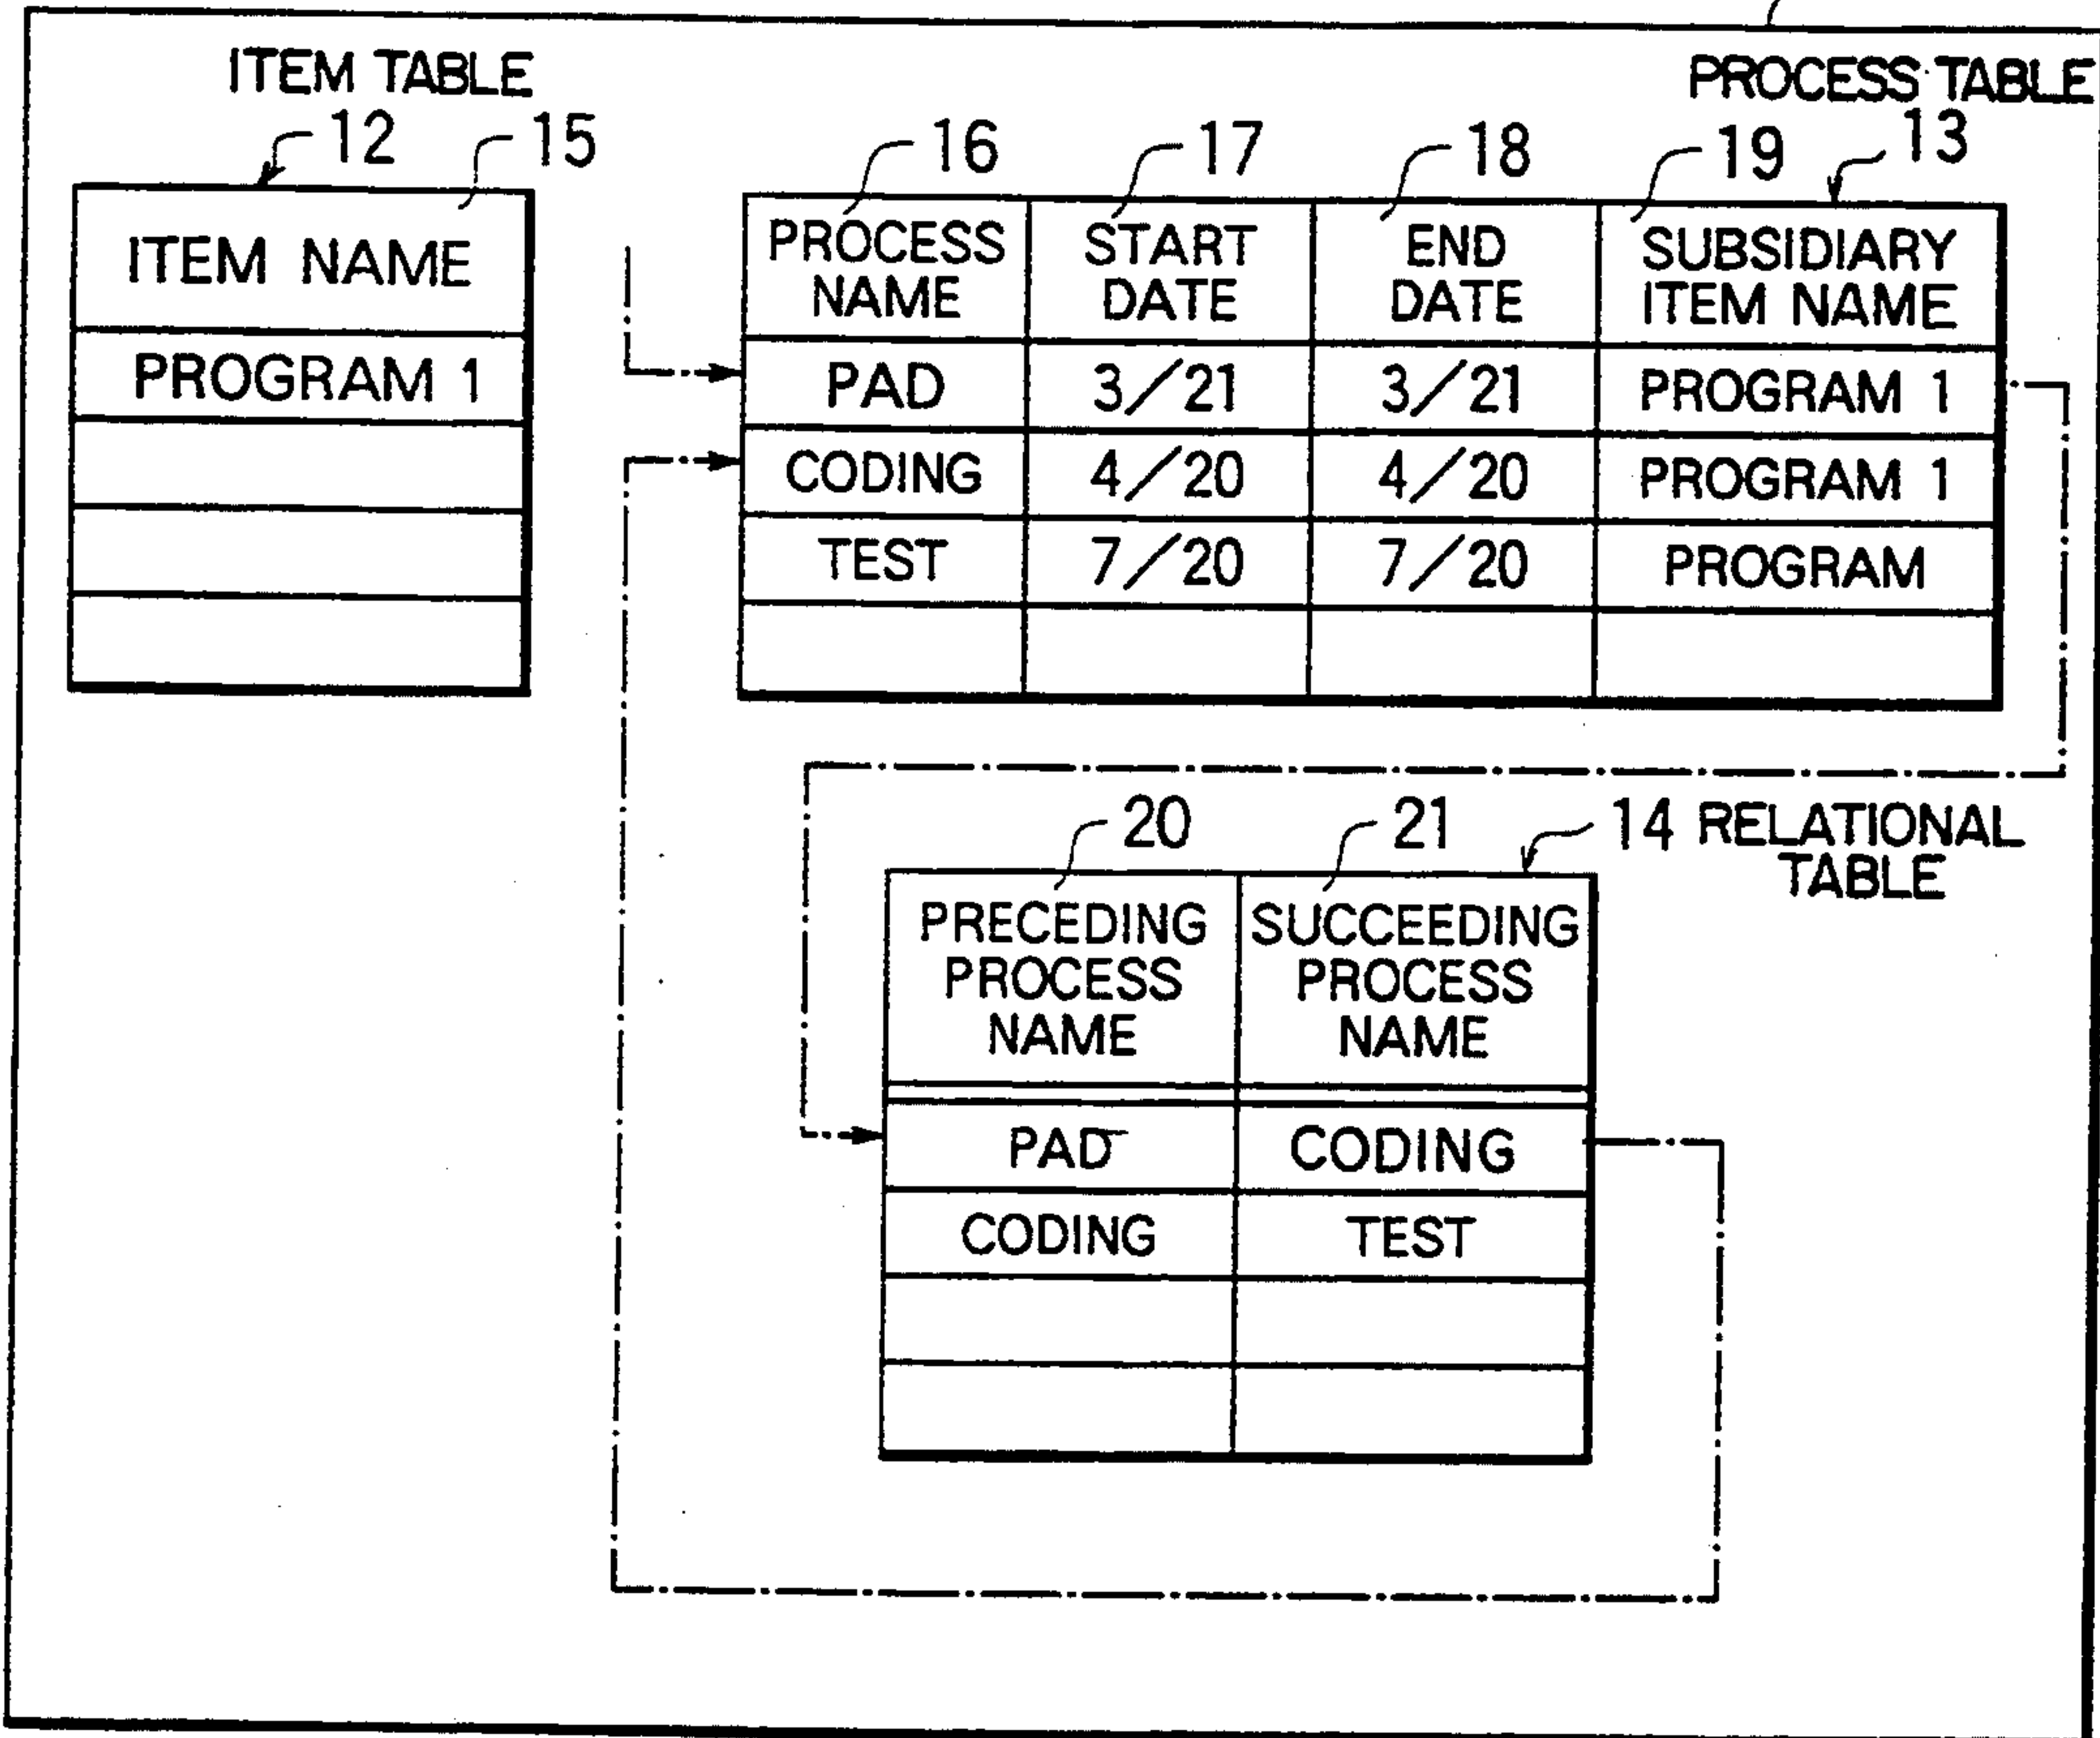 ITEM TABLE
12
15
ITEM NAME
PROGRAM 1
PROCESS TABLE
16 17 18 19 13
PROCESS NAME START DATE END DATE SUBSIDIARY ITEM NAME
PAD 3/21 3/21 PROGRAM 1
CODING 4/20 4/20 PROGRAM 1
TEST 7/20 7/20 PROGRAM
20 21 14 RELATIONAL TABLE
PRECEDING PROCESS NAME SUCCEEDING PROCESS NAME
PAD CODING
CODING TEST